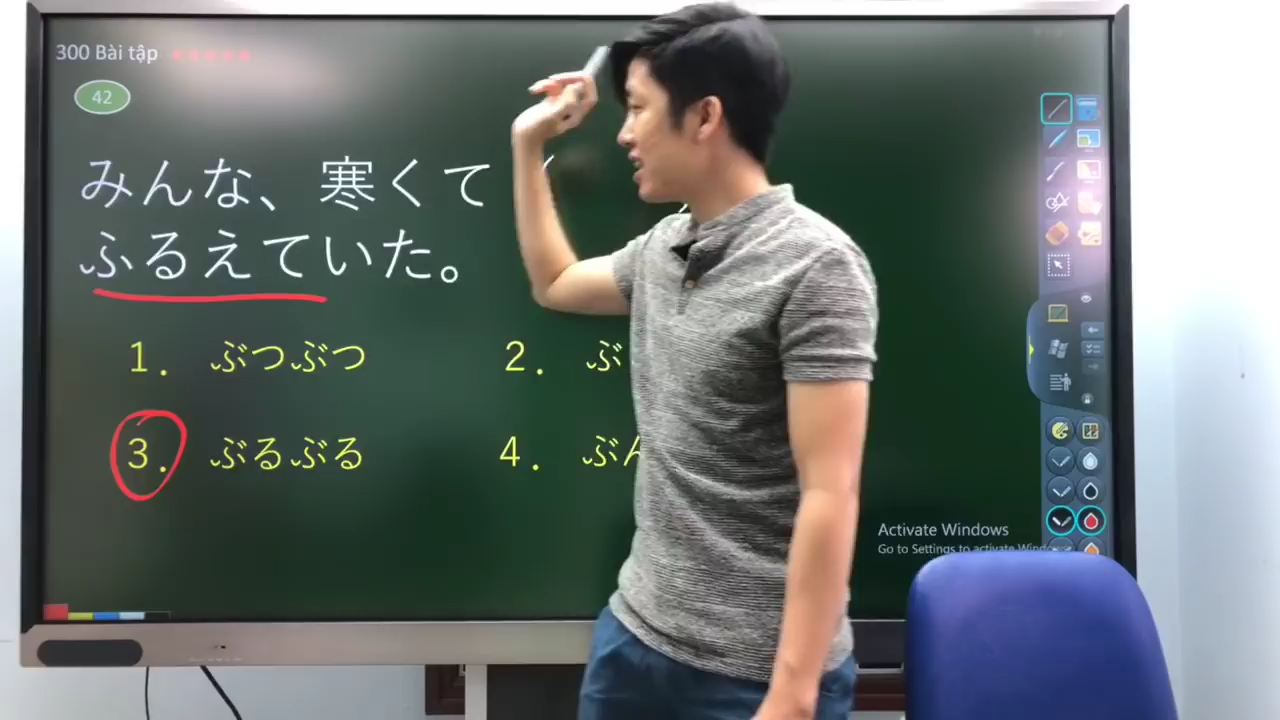 300 Bài tập
42
みんな、寒くて
ふるえていた。
1. ぶつぶつ
2. ぶ
3. ぶるぶる
4. ぶん
Activate Windows
Go to Settings to activate